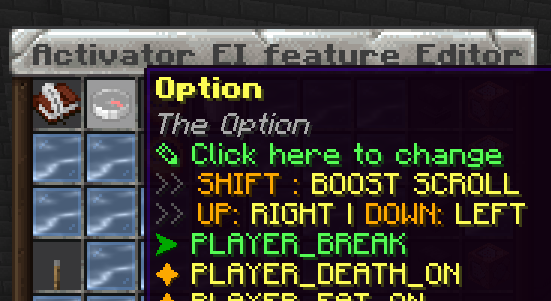 Activator EI feature Editor
Option
The Option
✎ Click here to change
>> SHIFT : BOOST SCROLL
>> UP: RIGHT | DOWN: LEFT
➤ PLAYER_BREAK
✦ PLAYER_DEATH_ON
✦ PLAYER_EAT_ON